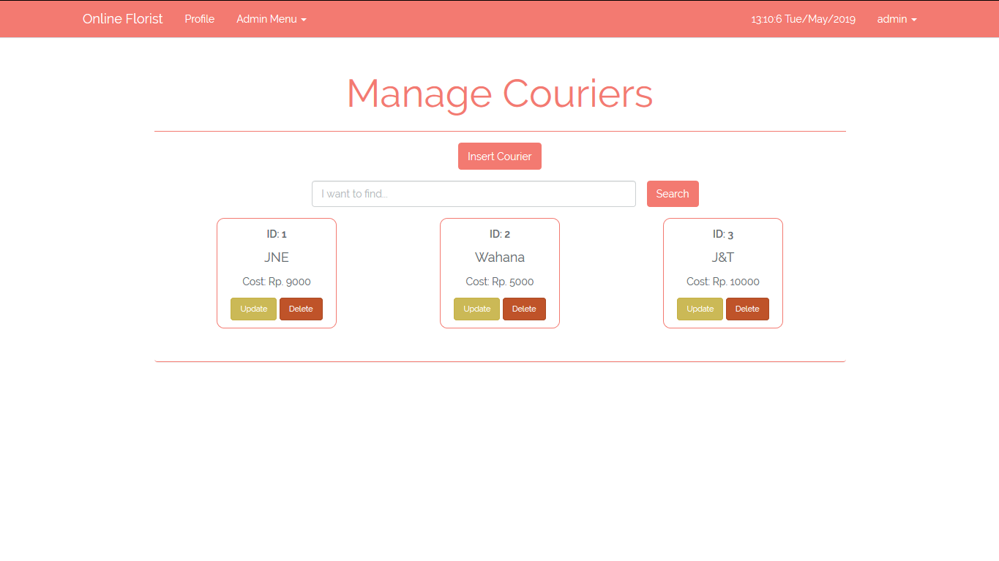 Online Florist Profile Admin Menu 13:10:6 Tue/May/2019 admin
Manage Couriers
Insert Courier
I want to find... Search
ID: 1
JNE
Cost: Rp. 9000
Update Delete
ID: 2
Wahana
Cost: Rp. 5000
Update Delete
ID: 3
J&T
Cost: Rp. 10000
Update Delete